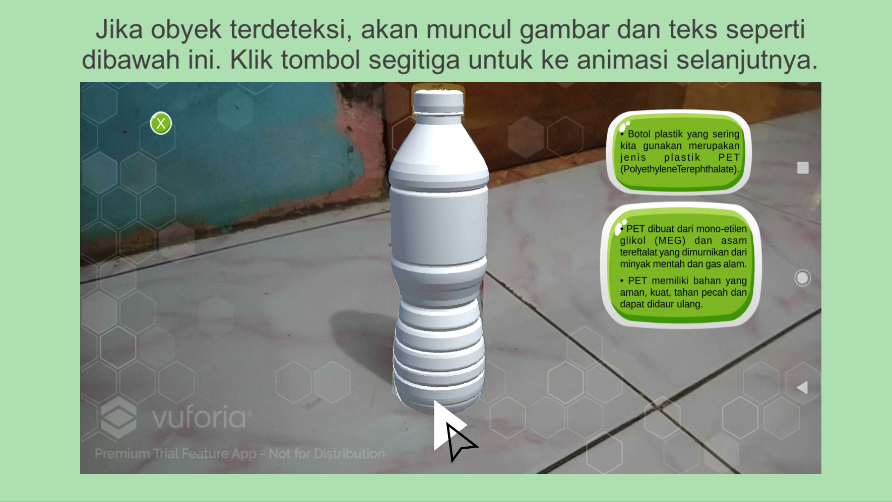 Jika obyek terdeteksi, akan muncul gambar dan teks seperti
dibawah ini. Klik tombol segitiga untuk ke animasi selanjutnya.
X
• Botol plastik yang sering
kita gunakan merupakan
jenis plastik PET
(PolyethyleneTerephthalate).
• PET dibuat dari mono-etilen
glikol (MEG) dan asam
tereftalat yang dimurnikan dari
minyak mentah dan gas alam.
• PET memiliki bahan yang
aman, kuat, tahan pecah dan
dapat didaur ulang.
vuforia®
Premium Trial Feature App - Not for Distribution